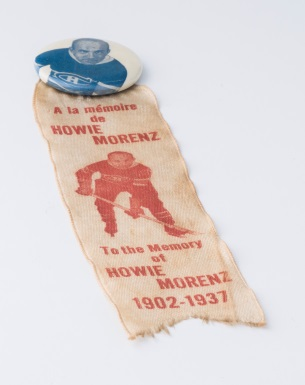 A la mémoire
de
HOWIE
MORENZ
To the Memory
of
HOWIE
MORENZ
1902-1937